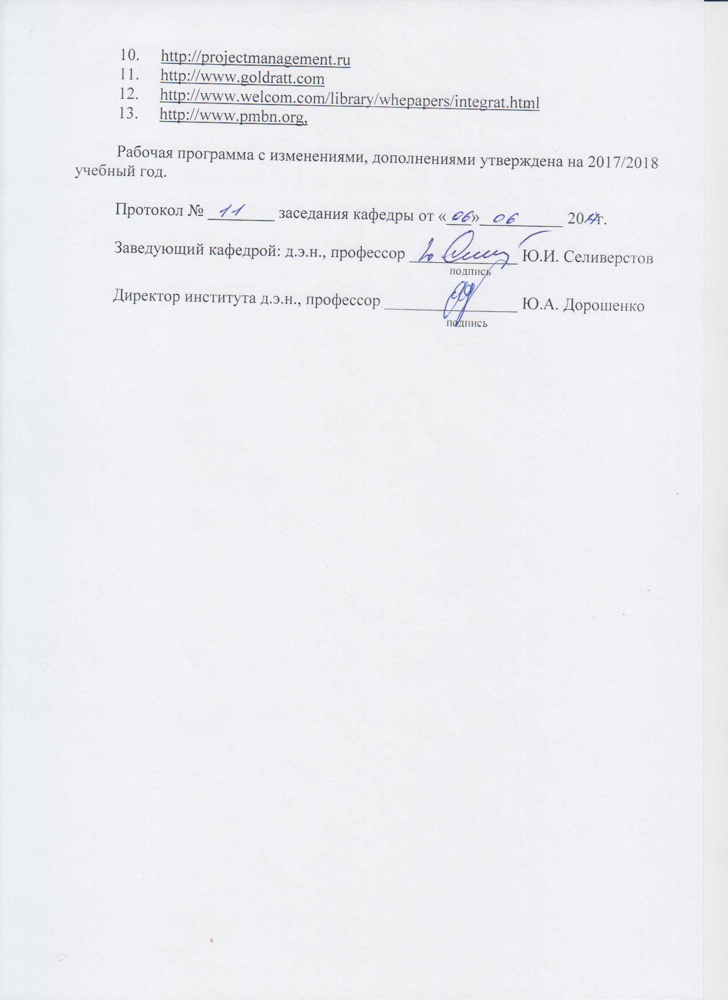 10. http://projectmanagement.ru
11. http://www.goldratt.com
12. http://www.welcom.com/library/whepapers/integrat.html
13. http://www.pmbn.org,
Рабочая программа с изменениями, дополнениями утверждена на 2017/2018
учебный год.
Протокол № 11 заседания кафедры от «06» 06 2017г.
Заведующий кафедрой: д.э.н., профессор Ю.И. Селиверстов
подпись
Директор института д.э.н., профессор Ю.А. Дорошенко
подпись